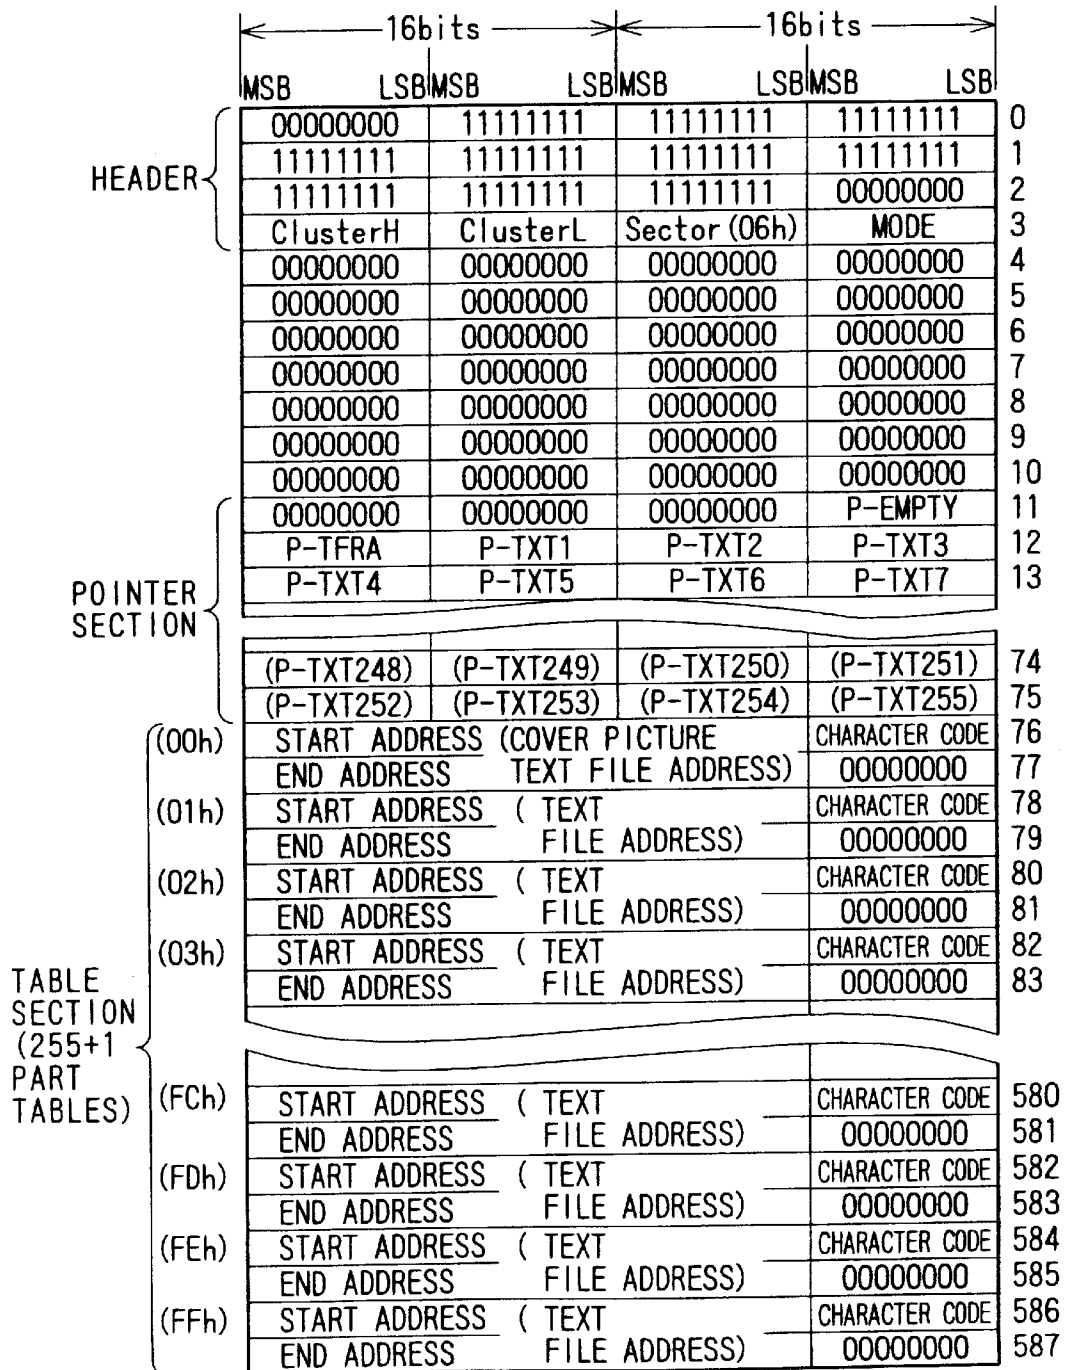 16bits 16bits
MSB LSB MSB LSB MSB LSB MSB LSB
00000000 11111111 11111111 11111111 0
11111111 11111111 11111111 11111111 1
HEADER 11111111 11111111 11111111 00000000 2
ClusterH ClusterL Sector(06h) MODE 3
00000000 00000000 00000000 00000000 4
00000000 00000000 00000000 00000000 5
00000000 00000000 00000000 00000000 6
00000000 00000000 00000000 00000000 7
00000000 00000000 00000000 00000000 8
00000000 00000000 00000000 00000000 9
00000000 00000000 00000000 00000000 10
00000000 00000000 00000000 P-EMPTY 11
P-TFRA P-TXT1 P-TXT2 P-TXT3 12
P-TXT4 P-TXT5 P-TXT6 P-TXT7 13
POINTER
SECTION
(P-TXT248) (P-TXT249) (P-TXT250) (P-TXT251) 74
(P-TXT252) (P-TXT253) (P-TXT254) (P-TXT255) 75
(00h) START ADDRESS (COVER PICTURE CHARACTER CODE 76
END ADDRESS TEXT FILE ADDRESS) 00000000 77
(01h) START ADDRESS ( TEXT CHARACTER CODE 78
END ADDRESS FILE ADDRESS) 00000000 79
(02h) START ADDRESS ( TEXT CHARACTER CODE 80
END ADDRESS FILE ADDRESS) 00000000 81
(03h) START ADDRESS ( TEXT CHARACTER CODE 82
END ADDRESS FILE ADDRESS) 00000000 83
TABLE
SECTION
(255+1
PART
TABLES)
(FCh) START ADDRESS ( TEXT CHARACTER CODE 580
END ADDRESS FILE ADDRESS) 00000000 581
(FDh) START ADDRESS ( TEXT CHARACTER CODE 582
END ADDRESS FILE ADDRESS) 00000000 583
(FEh) START ADDRESS ( TEXT CHARACTER CODE 584
END ADDRESS FILE ADDRESS) 00000000 585
(FFh) START ADDRESS ( TEXT CHARACTER CODE 586
END ADDRESS FILE ADDRESS) 00000000 587